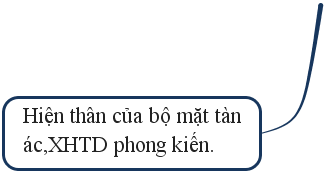 Hiện thân của bộ mặt tàn
ác,XHTD phong kiến.